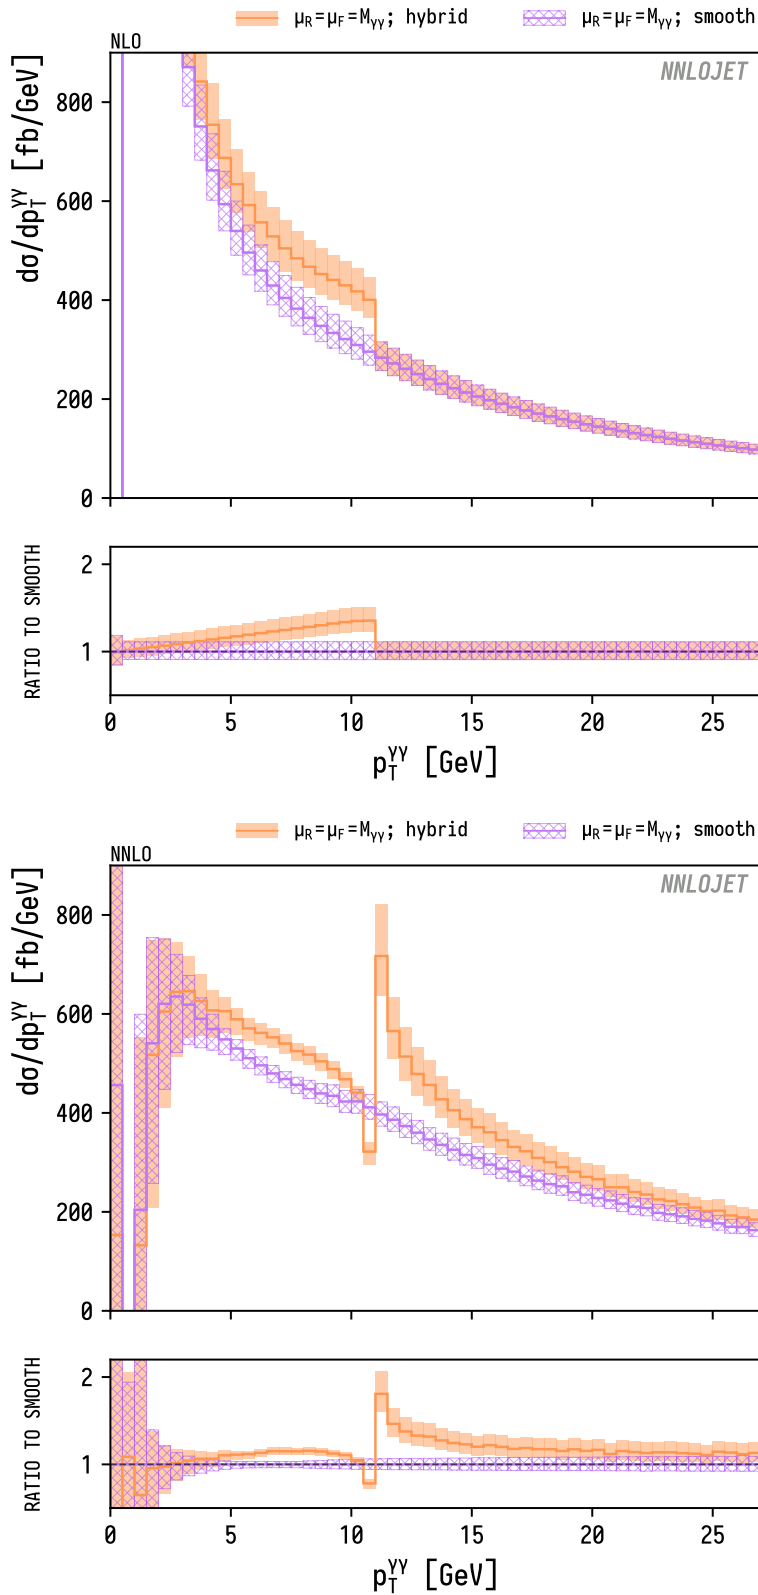 μR=μF=Mγγ; hybrid μR=μF=Mγγ; smooth
NLO
NNLOJET
dσ/dpTγγ [fb/GeV]
800
600
400
200
0
RATIO TO SMOOTH
2
1
0 5 10 15 20 25
pTγγ [GeV]
μR=μF=Mγγ; hybrid μR=μF=Mγγ; smooth
NNLO
NNLOJET
dσ/dpTγγ [fb/GeV]
800
600
400
200
0
RATIO TO SMOOTH
2
1
0 5 10 15 20 25
pTγγ [GeV]